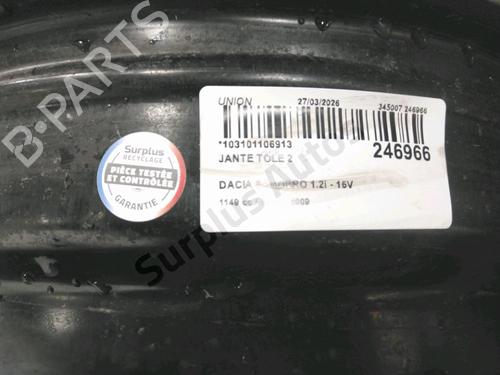 B-PARTS
UNION 27/03/2026 345007 246966
*103101106913
JANTE TOLE 2 246966
DACIA 1.2i - 16V
1149
Surplus
RECYCLAGE
PIÈCE TESTÉE
ET CONTRÔLÉE
GARANTIE
Surplus Auto